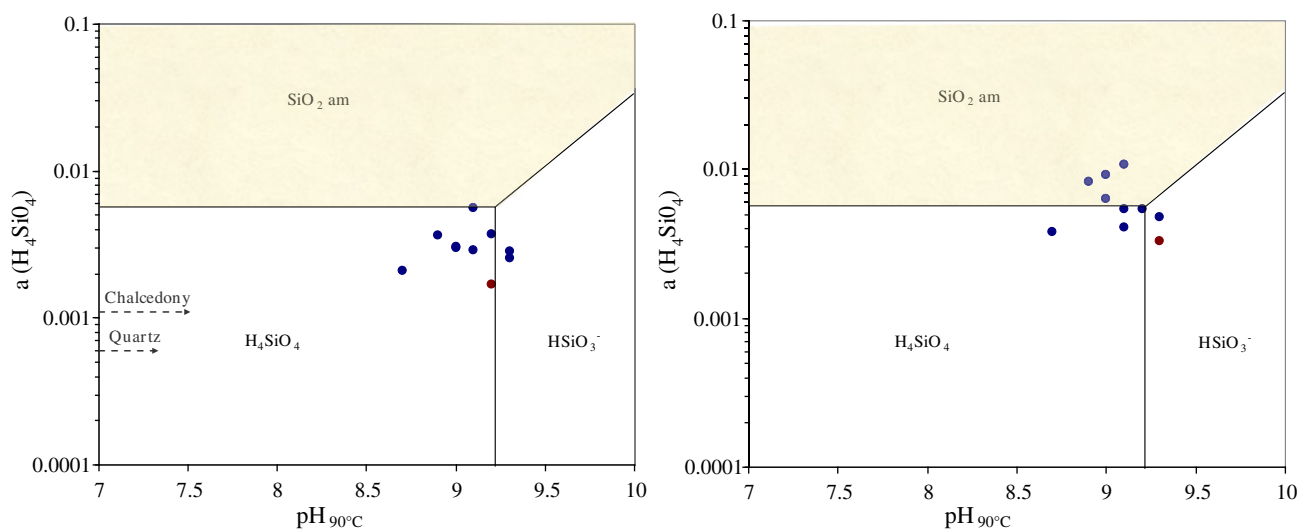 0.1
0.01
0.001
0.0001
a (H₄SiO₄)
SiO₂ am
Chalcedony
Quartz
H₄SiO₄
HSiO₃⁻
7 7.5 8 8.5 9 9.5 10
pH 90°C
0.1
0.01
0.001
0.0001
a (H₄SiO₄)
SiO₂ am
H₄SiO₄
HSiO₃⁻
7 7.5 8 8.5 9 9.5 10
pH 90°C